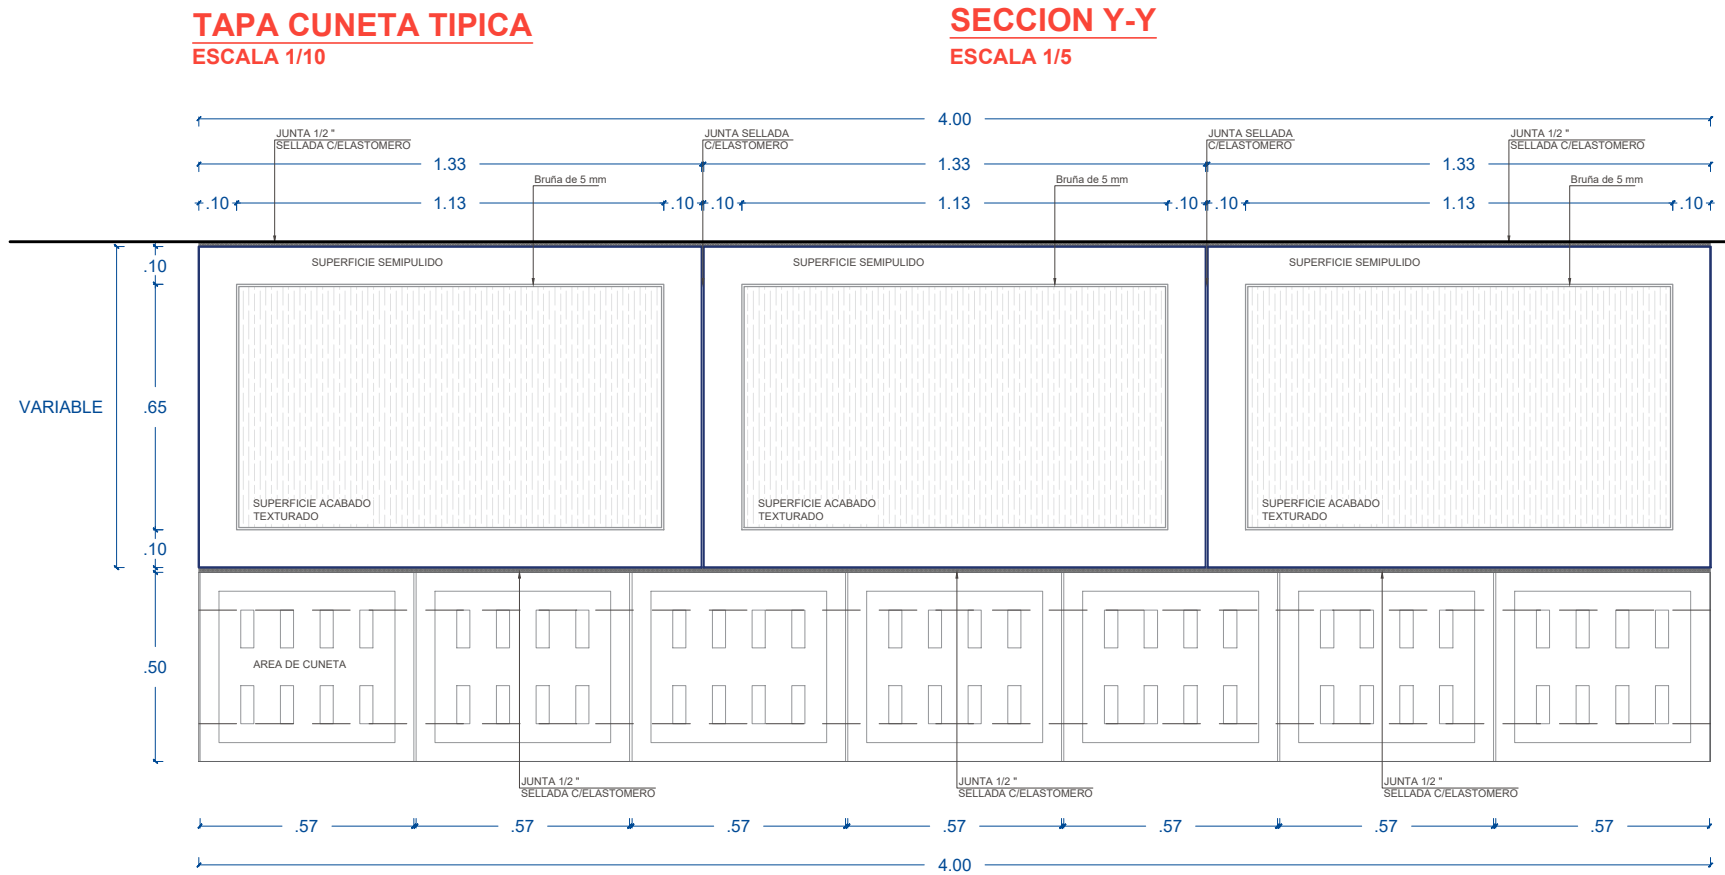 TAPA CUNETA TIPICA
ESCALA 1/10
SECCION Y-Y
ESCALA 1/5
4.00
JUNTA 1/2 "
SELLADA C/ELASTOMERO
JUNTA SELLADA
C/ELASTOMERO
JUNTA SELLADA
C/ELASTOMERO
JUNTA 1/2 "
SELLADA C/ELASTOMERO
1.33
1.33
1.33
Bruña de 5 mm
Bruña de 5 mm
Bruña de 5 mm
.10
1.13
.10
.10
1.13
.10
.10
1.13
.10
.10
SUPERFICIE SEMIPULIDO
SUPERFICIE SEMIPULIDO
SUPERFICIE SEMIPULIDO
VARIABLE
.65
SUPERFICIE ACABADO
TEXTURADO
SUPERFICIE ACABADO
TEXTURADO
SUPERFICIE ACABADO
TEXTURADO
.10
.50
AREA DE CUNETA
JUNTA 1/2 "
SELLADA C/ELASTOMERO
JUNTA 1/2 "
SELLADA C/ELASTOMERO
JUNTA 1/2 "
SELLADA C/ELASTOMERO
.57
.57
.57
.57
.57
.57
.57
4.00